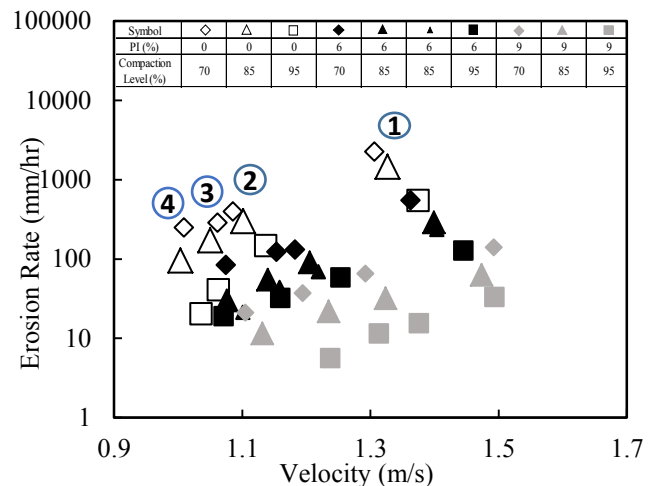 100000
10000
1000
100
10
1
Erosion Rate (mm/hr)
Symbol
PI (%) 0 0 0 6 6 6 6 9 9 9
Compaction
Level (%) 70 85 95 70 85 85 95 70 85 95
1
2
3
4
0.9 1.1 1.3 1.5 1.7
Velocity (m/s)